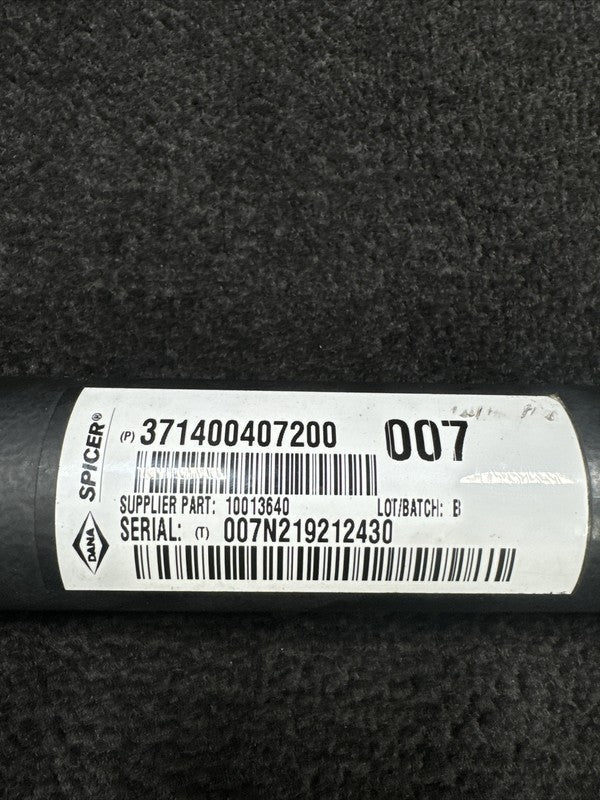 SPICER®
DANA
(P) 371400407200 007
SUPPLIER PART: 10013640 LOT/BATCH: B
SERIAL: (T) 007N219212430